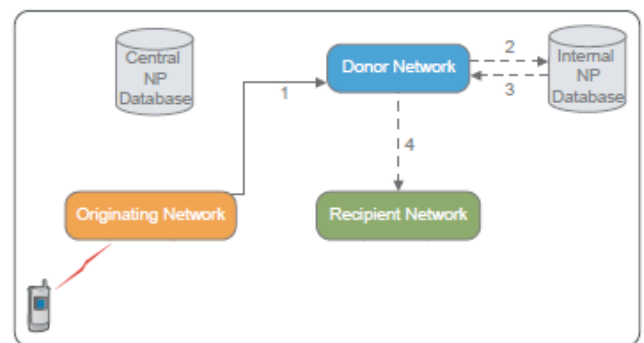 Central
NP
Database
Donor Network
2
3
Internal
NP
Database
1
4
Originating Network
Recipient Network